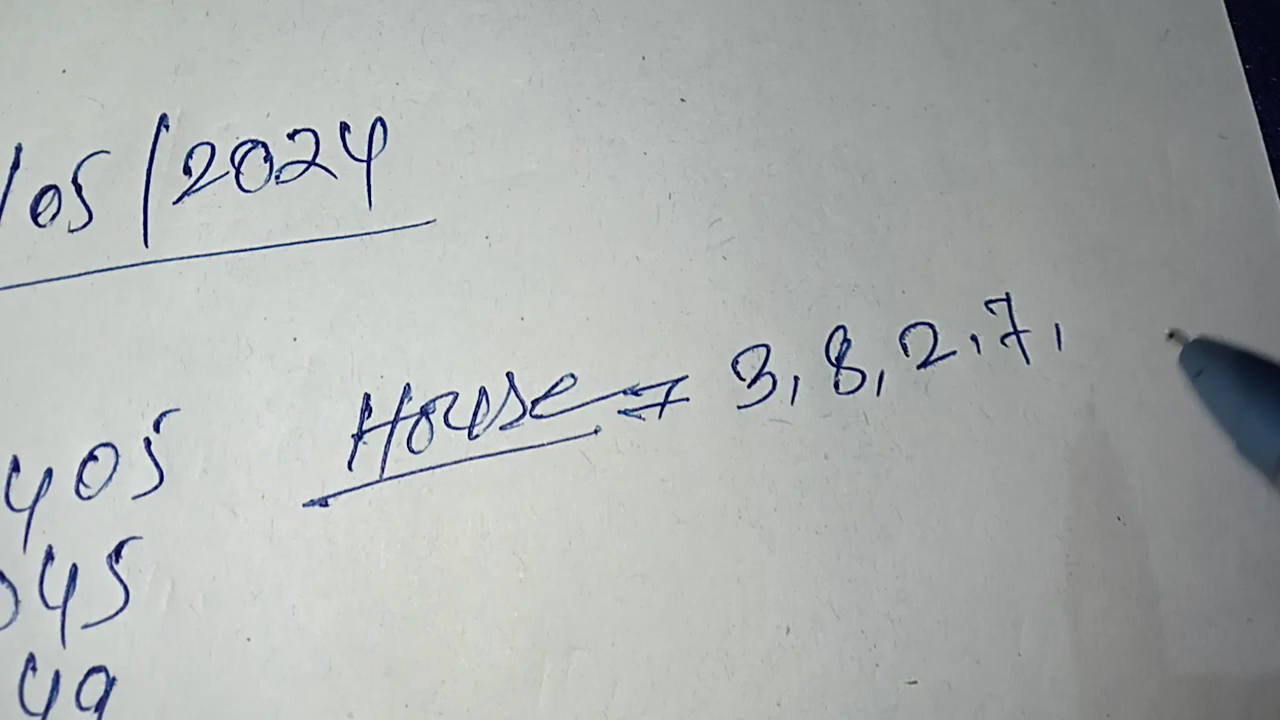 /05/2024
House = 3, 8, 2, 7,
405
45
49